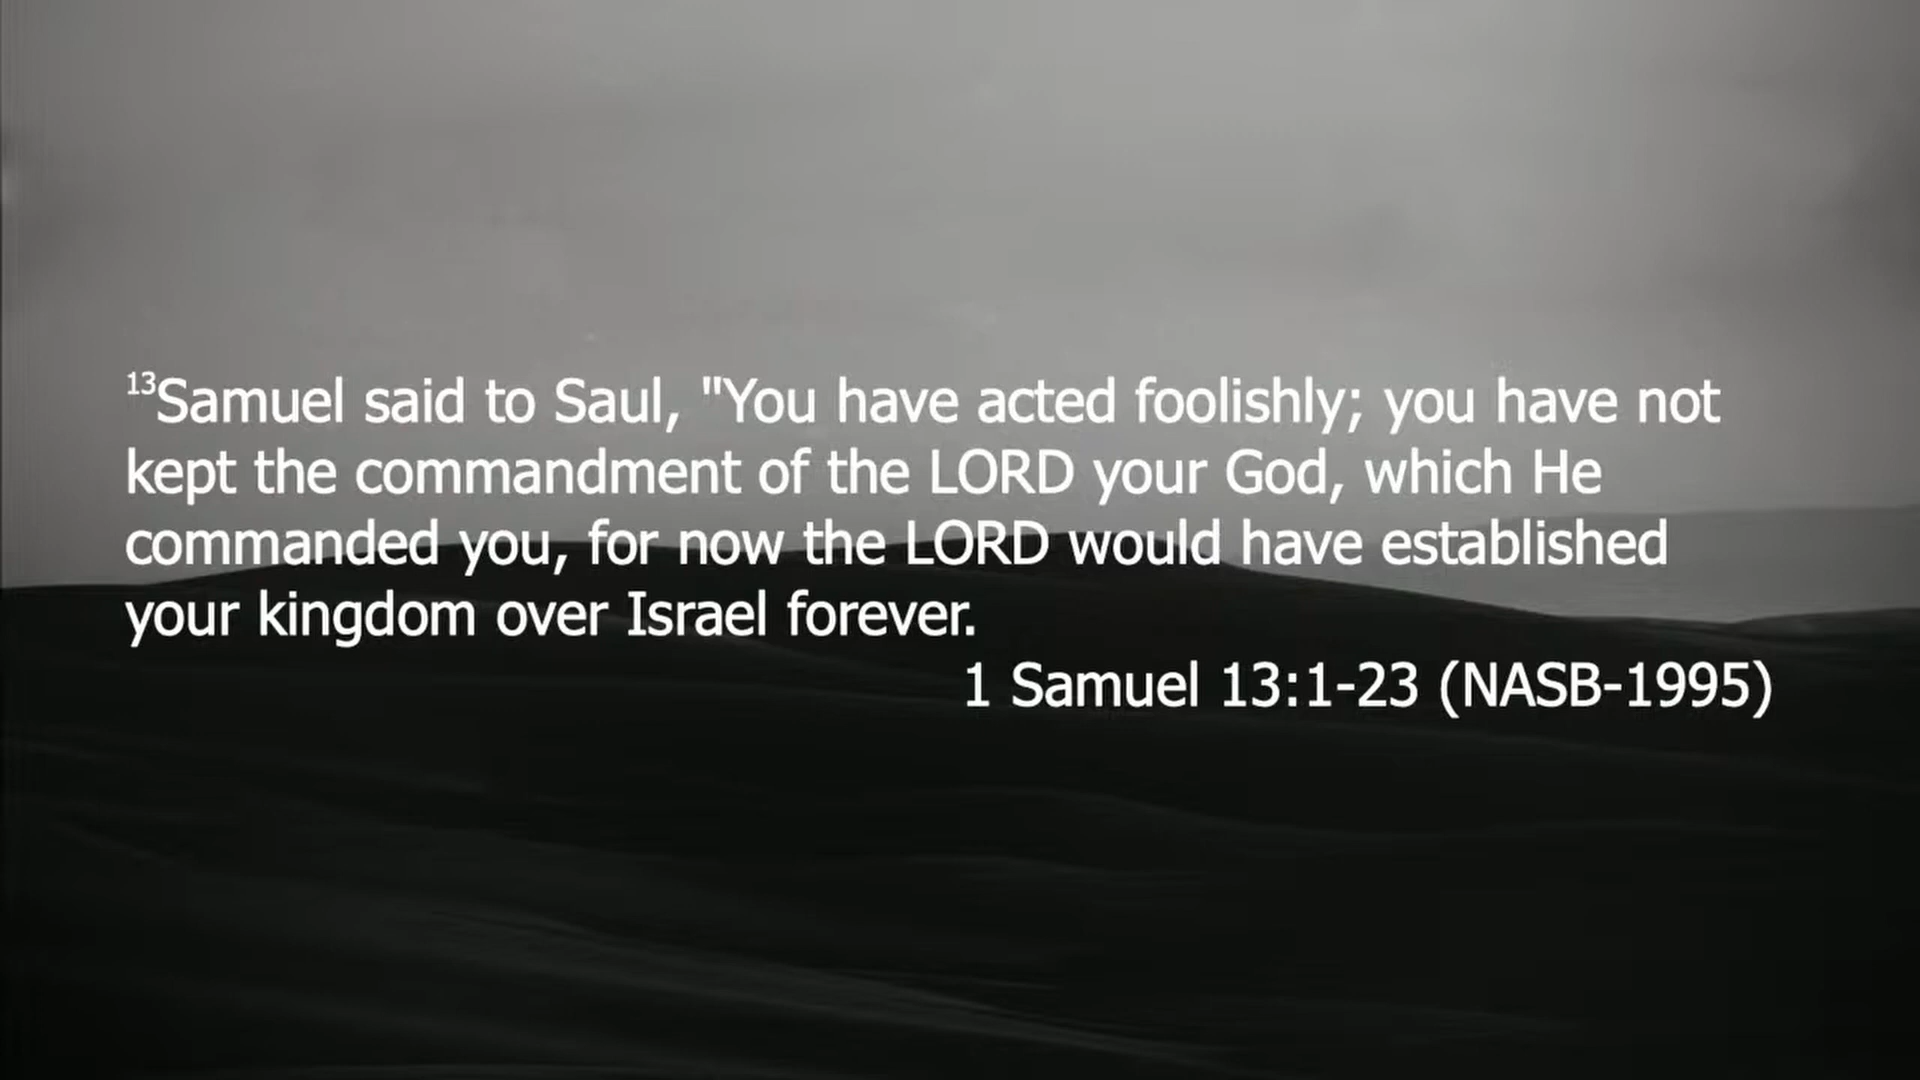 13Samuel said to Saul, "You have acted foolishly; you have not
kept the commandment of the LORD your God, which He
commanded you, for now the LORD would have established
your kingdom over Israel forever.
1 Samuel 13:1-23 (NASB-1995)